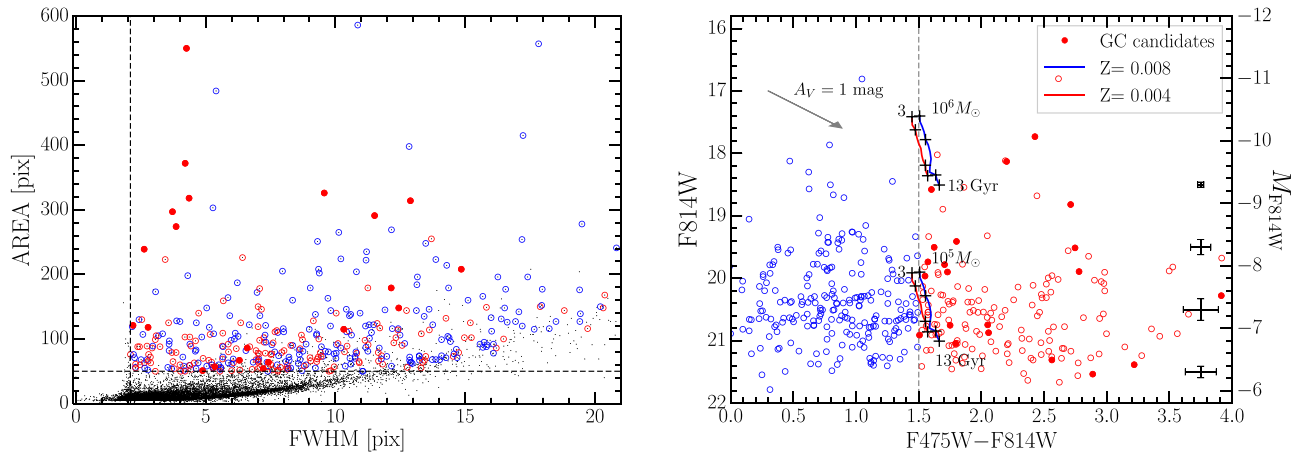 600
500
400
300
200
100
0
0
5
10
15
20
AREA [pix]
FWHM [pix]
16
17
18
19
20
21
22
0.0
0.5
1.0
1.5
2.0
2.5
3.0
3.5
4.0
−12
−11
−10
−9
−8
−7
−6
F814W
F475W−F814W
M_F814W
A_V = 1 mag
3
10^6 M_⊙
13 Gyr
3
10^5 M_⊙
13 Gyr
GC candidates
Z= 0.008
Z= 0.004